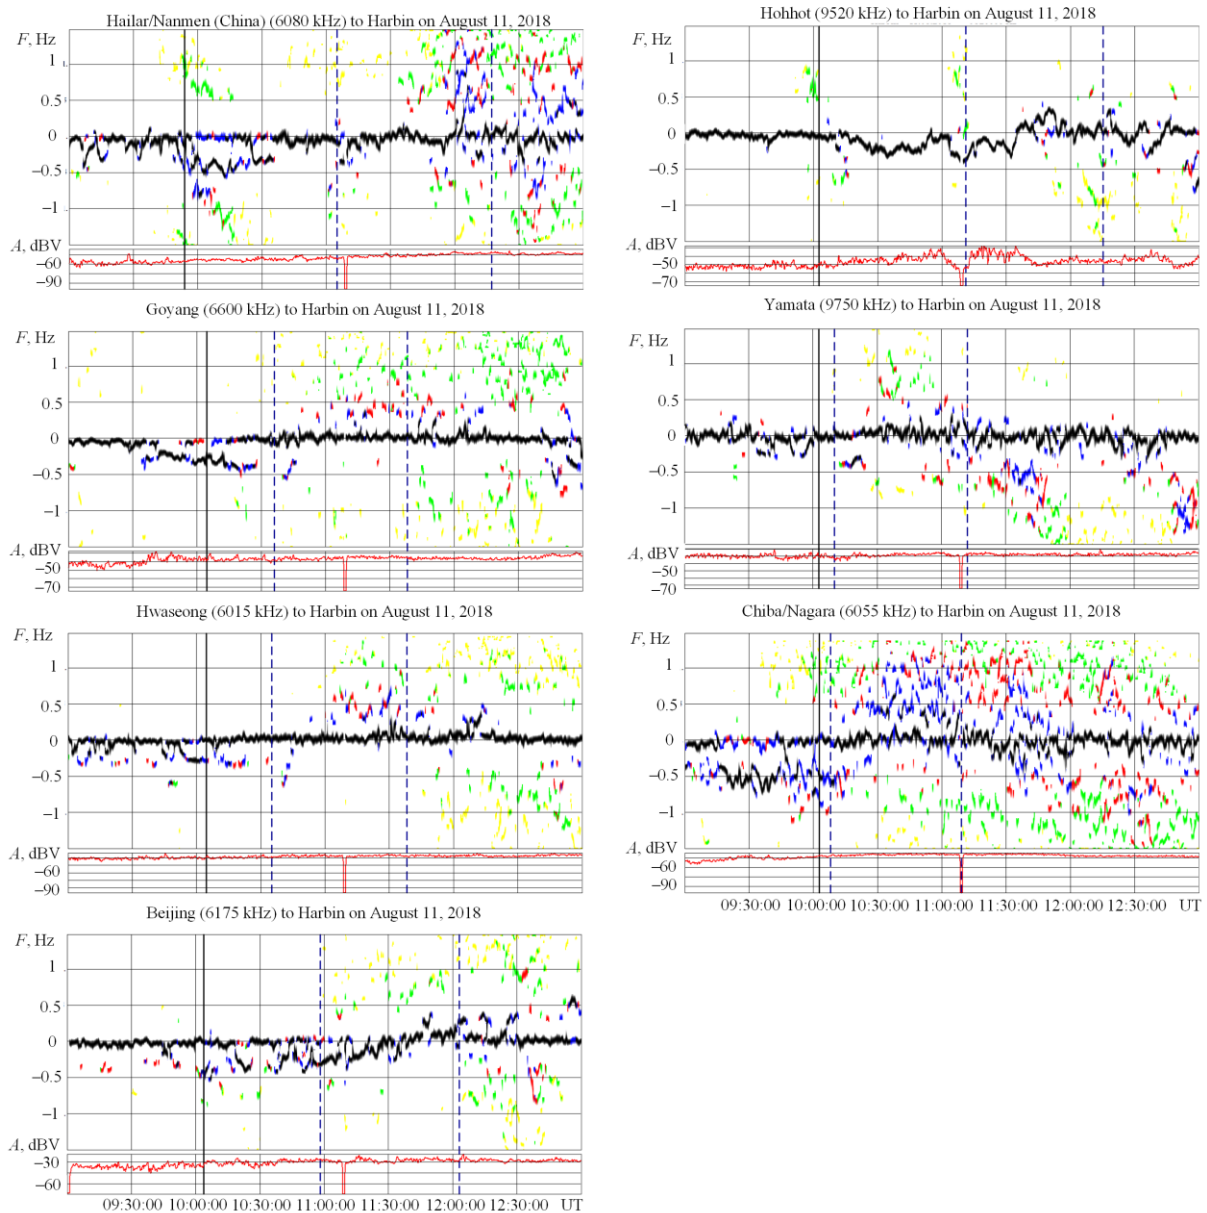 Hailar/Nanmen (China) (6080 kHz) to Harbin on August 11, 2018
F, Hz
1
0.5
0
−0.5
−1
A, dBV
−60
−90
Hohhot (9520 kHz) to Harbin on August 11, 2018
F, Hz
1
0.5
0
−0.5
−1
A, dBV
−50
−70
Goyang (6600 kHz) to Harbin on August 11, 2018
F, Hz
1
0.5
0
−0.5
−1
A, dBV
−50
−70
Yamata (9750 kHz) to Harbin on August 11, 2018
F, Hz
1
0.5
0
−0.5
−1
A, dBV
−50
−70
Hwaseong (6015 kHz) to Harbin on August 11, 2018
F, Hz
1
0.5
0
−0.5
−1
A, dBV
−60
−90
Chiba/Nagara (6055 kHz) to Harbin on August 11, 2018
F, Hz
1
0.5
0
−0.5
−1
A, dBV
−60
−90
09:30:00 10:00:00 10:30:00 11:00:00 11:30:00 12:00:00 12:30:00 UT
Beijing (6175 kHz) to Harbin on August 11, 2018
F, Hz
1
0.5
0
−0.5
−1
A, dBV
−30
−60
09:30:00 10:00:00 10:30:00 11:00:00 11:30:00 12:00:00 12:30:00 UT